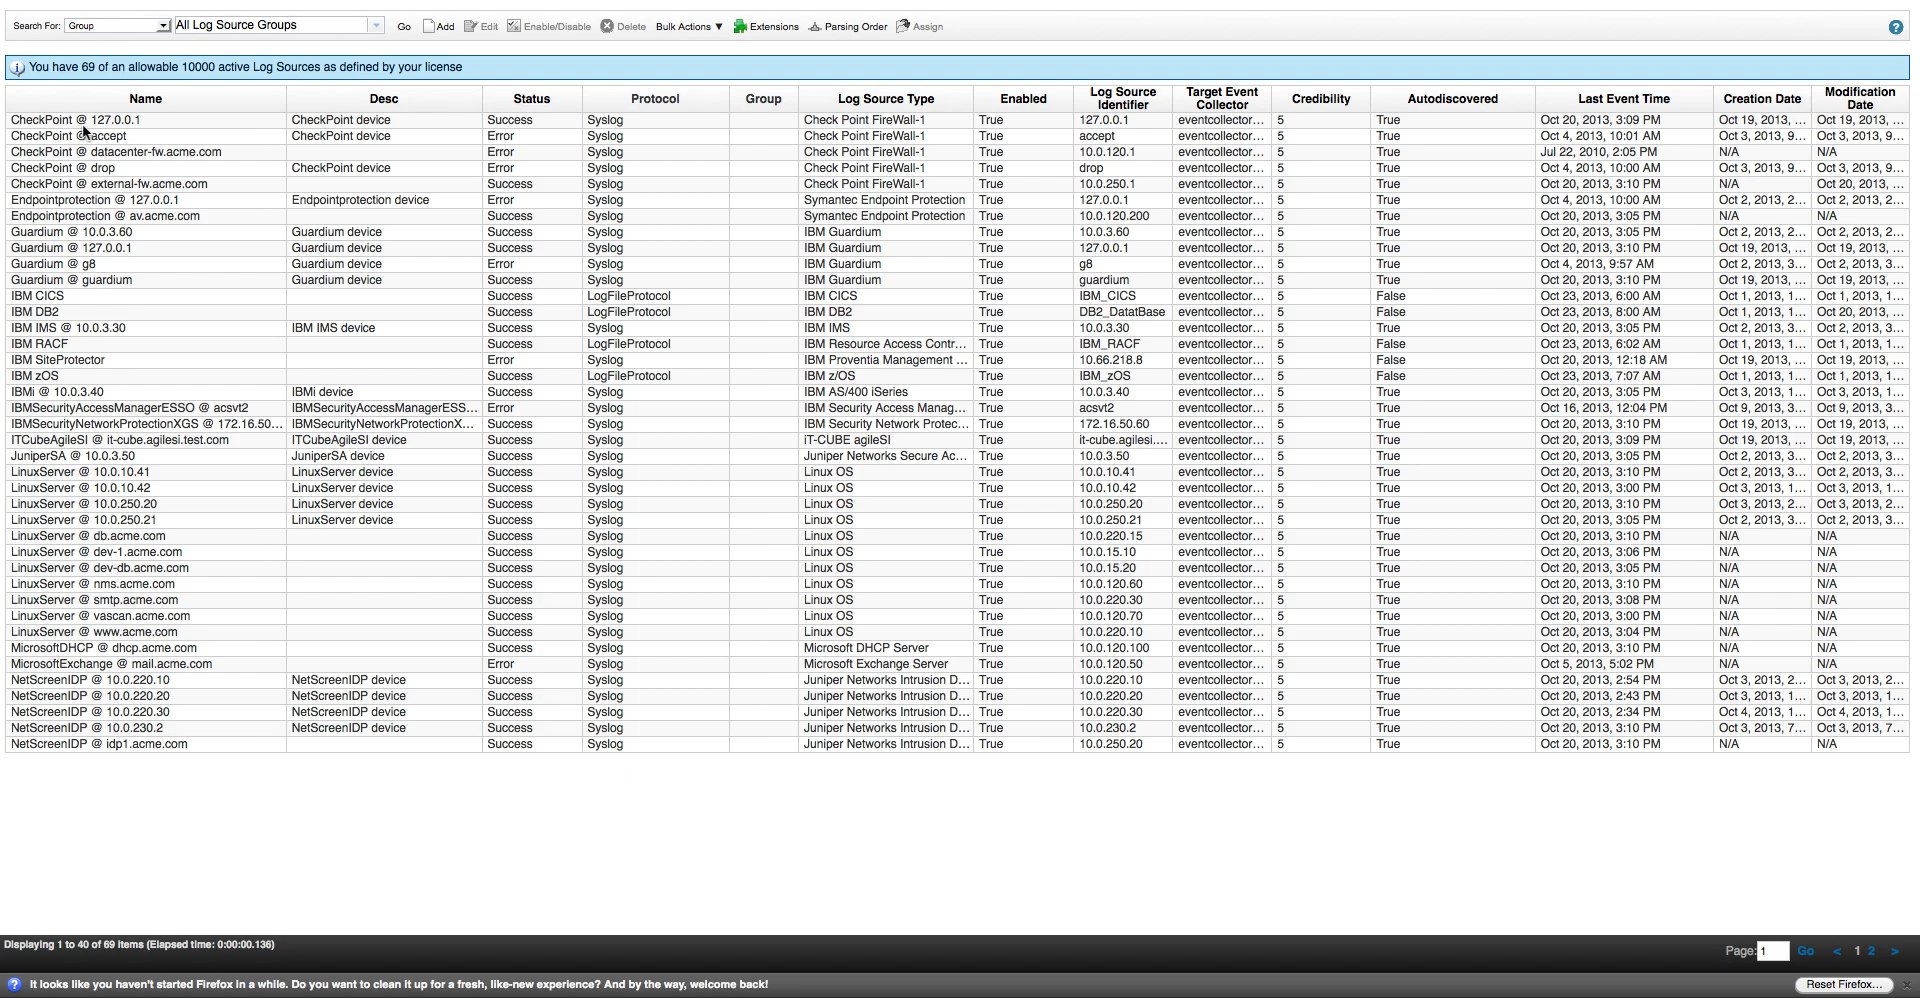 Search For: Group All Log Source Groups Go Add Edit Enable/Disable Delete Bulk Actions ▼ Extensions Parsing Order Assign
You have 69 of an allowable 10000 active Log Sources as defined by your license
Name Desc Status Protocol Group Log Source Type Enabled Log Source Identifier Target Event Collector Credibility Autodiscovered Last Event Time Creation Date Modification Date
CheckPoint @ 127.0.0.1 CheckPoint device Success Syslog Check Point FireWall-1 True 127.0.0.1 eventcollector... 5 True Oct 20, 2013, 3:09 PM Oct 19, 2013, ... Oct 19, 2013, ...
CheckPoint @ accept CheckPoint device Error Syslog Check Point FireWall-1 True accept eventcollector... 5 True Oct 4, 2013, 10:01 AM Oct 3, 2013, 9... Oct 3, 2013, 9...
CheckPoint @ datacenter-fw.acme.com Error Syslog Check Point FireWall-1 True 10.0.120.1 eventcollector... 5 True Jul 22, 2010, 2:05 PM N/A N/A
CheckPoint @ drop CheckPoint device Error Syslog Check Point FireWall-1 True drop eventcollector... 5 True Oct 4, 2013, 10:00 AM Oct 3, 2013, 9... Oct 3, 2013, 9...
CheckPoint @ external-fw.acme.com Success Syslog Check Point FireWall-1 True 10.0.250.1 eventcollector... 5 True Oct 20, 2013, 3:10 PM N/A Oct 20, 2013, ...
Endpointprotection @ 127.0.0.1 Endpointprotection device Error Syslog Symantec Endpoint Protection True 127.0.0.1 eventcollector... 5 True Oct 4, 2013, 10:00 AM Oct 2, 2013, 2... Oct 2, 2013, 2...
Endpointprotection @ av.acme.com Success Syslog Symantec Endpoint Protection True 10.0.120.200 eventcollector... 5 True Oct 20, 2013, 3:05 PM N/A N/A
Guardium @ 10.0.3.60 Guardium device Success Syslog IBM Guardium True 10.0.3.60 eventcollector... 5 True Oct 20, 2013, 3:05 PM Oct 2, 2013, 2... Oct 2, 2013, 2...
Guardium @ 127.0.0.1 Guardium device Success Syslog IBM Guardium True 127.0.0.1 eventcollector... 5 True Oct 20, 2013, 3:10 PM Oct 19, 2013, ... Oct 19, 2013, ...
Guardium @ g8 Guardium device Error Syslog IBM Guardium True g8 eventcollector... 5 True Oct 4, 2013, 9:57 AM Oct 2, 2013, 3... Oct 2, 2013, 3...
Guardium @ guardium Guardium device Success Syslog IBM Guardium True guardium eventcollector... 5 True Oct 20, 2013, 3:10 PM Oct 19, 2013, ... Oct 19, 2013, ...
IBM CICS Success LogFileProtocol IBM CICS True IBM_CICS eventcollector... 5 False Oct 23, 2013, 6:00 AM Oct 1, 2013, 1... Oct 1, 2013, 1...
IBM DB2 Success LogFileProtocol IBM DB2 True DB2_DatatBase eventcollector... 5 False Oct 23, 2013, 8:00 AM Oct 1, 2013, 1... Oct 20, 2013, ...
IBM IMS @ 10.0.3.30 IBM IMS device Success Syslog IBM IMS True 10.0.3.30 eventcollector... 5 True Oct 20, 2013, 3:05 PM Oct 2, 2013, 3... Oct 2, 2013, 3...
IBM RACF Success LogFileProtocol IBM Resource Access Contr... True IBM_RACF eventcollector... 5 False Oct 23, 2013, 6:02 AM Oct 1, 2013, 1... Oct 1, 2013, 1...
IBM SiteProtector Error Syslog IBM Proventia Management ... True 10.66.218.8 eventcollector... 5 False Oct 20, 2013, 12:18 AM Oct 19, 2013, ... Oct 19, 2013, ...
IBM zOS Success LogFileProtocol IBM z/OS True IBM_zOS eventcollector... 5 False Oct 23, 2013, 7:07 AM Oct 1, 2013, 1... Oct 1, 2013, 1...
IBMi @ 10.0.3.40 IBMi device Success Syslog IBM AS/400 iSeries True 10.0.3.40 eventcollector... 5 True Oct 20, 2013, 3:05 PM Oct 3, 2013, 1... Oct 3, 2013, 1...
IBMSecurityAccessManagerESSO @ acsvt2 IBMSecurityAccessManagerESS... Error Syslog IBM Security Access Manag... True acsvt2 eventcollector... 5 True Oct 16, 2013, 12:04 PM Oct 9, 2013, 3... Oct 9, 2013, 3...
IBMSecurityNetworkProtectionXGS @ 172.16.50... IBMSecurityNetworkProtectionX... Success Syslog IBM Security Network Protec... True 172.16.50.60 eventcollector... 5 True Oct 20, 2013, 3:10 PM Oct 19, 2013, ... Oct 19, 2013, ...
ITCubeAgileSI @ it-cube.agilesi.test.com ITCubeAgileSI device Success Syslog iT-CUBE agileSI True it-cube.agilesi.... eventcollector... 5 True Oct 20, 2013, 3:09 PM Oct 19, 2013, ... Oct 19, 2013, ...
JuniperSA @ 10.0.3.50 JuniperSA device Success Syslog Juniper Networks Secure Ac... True 10.0.3.50 eventcollector... 5 True Oct 20, 2013, 3:05 PM Oct 2, 2013, 3... Oct 2, 2013, 3...
LinuxServer @ 10.0.10.41 LinuxServer device Success Syslog Linux OS True 10.0.10.41 eventcollector... 5 True Oct 20, 2013, 3:10 PM Oct 2, 2013, 3... Oct 2, 2013, 3...
LinuxServer @ 10.0.10.42 LinuxServer device Success Syslog Linux OS True 10.0.10.42 eventcollector... 5 True Oct 20, 2013, 3:00 PM Oct 3, 2013, 1... Oct 3, 2013, 1...
LinuxServer @ 10.0.250.20 LinuxServer device Success Syslog Linux OS True 10.0.250.20 eventcollector... 5 True Oct 20, 2013, 3:10 PM Oct 3, 2013, 2... Oct 3, 2013, 2...
LinuxServer @ 10.0.250.21 LinuxServer device Success Syslog Linux OS True 10.0.250.21 eventcollector... 5 True Oct 20, 2013, 3:05 PM Oct 2, 2013, 3... Oct 2, 2013, 3...
LinuxServer @ db.acme.com Success Syslog Linux OS True 10.0.220.15 eventcollector... 5 True Oct 20, 2013, 3:10 PM N/A N/A
LinuxServer @ dev-1.acme.com Success Syslog Linux OS True 10.0.15.10 eventcollector... 5 True Oct 20, 2013, 3:06 PM N/A N/A
LinuxServer @ dev-db.acme.com Success Syslog Linux OS True 10.0.15.20 eventcollector... 5 True Oct 20, 2013, 3:05 PM N/A N/A
LinuxServer @ nms.acme.com Success Syslog Linux OS True 10.0.120.60 eventcollector... 5 True Oct 20, 2013, 3:10 PM N/A N/A
LinuxServer @ smtp.acme.com Success Syslog Linux OS True 10.0.220.30 eventcollector... 5 True Oct 20, 2013, 3:08 PM N/A N/A
LinuxServer @ vascan.acme.com Success Syslog Linux OS True 10.0.120.70 eventcollector... 5 True Oct 20, 2013, 3:00 PM N/A N/A
LinuxServer @ www.acme.com Success Syslog Linux OS True 10.0.220.10 eventcollector... 5 True Oct 20, 2013, 3:04 PM N/A N/A
MicrosoftDHCP @ dhcp.acme.com Success Syslog Microsoft DHCP Server True 10.0.120.100 eventcollector... 5 True Oct 20, 2013, 3:10 PM N/A N/A
MicrosoftExchange @ mail.acme.com Error Syslog Microsoft Exchange Server True 10.0.120.50 eventcollector... 5 True Oct 5, 2013, 5:02 PM N/A N/A
NetScreenIDP @ 10.0.220.10 NetScreenIDP device Success Syslog Juniper Networks Intrusion D... True 10.0.220.10 eventcollector... 5 True Oct 20, 2013, 2:54 PM Oct 3, 2013, 2... Oct 3, 2013, 2...
NetScreenIDP @ 10.0.220.20 NetScreenIDP device Success Syslog Juniper Networks Intrusion D... True 10.0.220.20 eventcollector... 5 True Oct 20, 2013, 2:43 PM Oct 3, 2013, 1... Oct 3, 2013, 1...
NetScreenIDP @ 10.0.220.30 NetScreenIDP device Success Syslog Juniper Networks Intrusion D... True 10.0.220.30 eventcollector... 5 True Oct 20, 2013, 2:34 PM Oct 4, 2013, 1... Oct 4, 2013, 1...
NetScreenIDP @ 10.0.230.2 NetScreenIDP device Success Syslog Juniper Networks Intrusion D... True 10.0.230.2 eventcollector... 5 True Oct 20, 2013, 3:10 PM Oct 3, 2013, 7... Oct 3, 2013, 7...
NetScreenIDP @ idp1.acme.com Success Syslog Juniper Networks Intrusion D... True 10.0.250.20 eventcollector... 5 True Oct 20, 2013, 3:10 PM N/A N/A
Displaying 1 to 40 of 69 items (Elapsed time: 0:00:00.136) Page: 1 Go < 1 2 >
It looks like you haven't started Firefox in a while. Do you want to clean it up for a fresh, like-new experience? And by the way, welcome back! Reset Firefox...